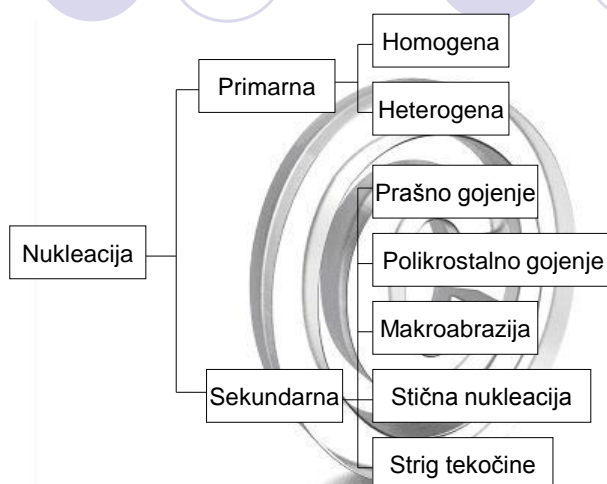 Nukleacija
Primarna
Homogena
Heterogena
Sekundarna
Prašno gojenje
Polikrostalno gojenje
Makroabrazija
Stična nukleacija
Strig tekočine